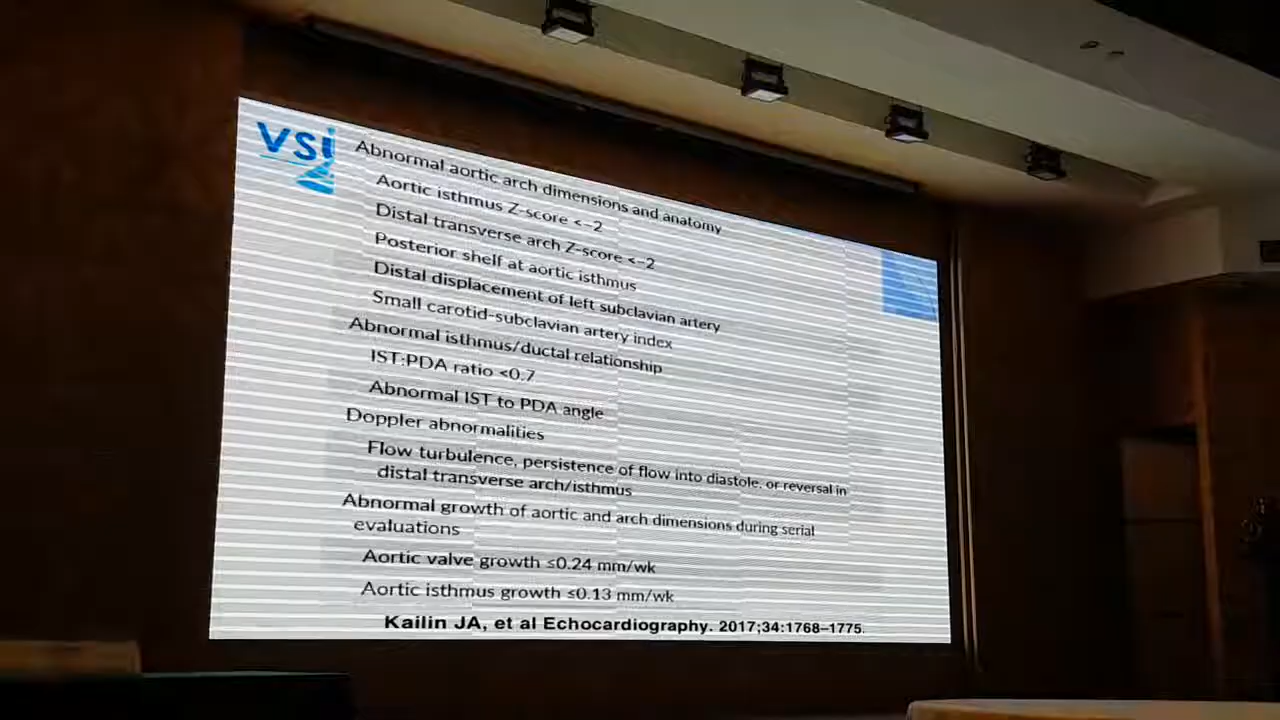 vsi
Abnormal aortic arch dimensions and anatomy
Aortic isthmus Z-score <−2
Distal transverse arch Z-score <−2
Posterior shelf at aortic isthmus
Distal displacement of left subclavian artery
Small carotid-subclavian artery index
Abnormal isthmus/ductal relationship
IST:PDA ratio <0.7
Abnormal IST to PDA angle
Doppler abnormalities
Flow turbulence, persistence of flow into diastole, or reversal in
distal transverse arch/isthmus
Abnormal growth of aortic and arch dimensions during serial
evaluations
Aortic valve growth ≤0.24 mm/wk
Aortic isthmus growth ≤0.13 mm/wk
Kailin JA, et al Echocardiography. 2017;34:1768–1775.